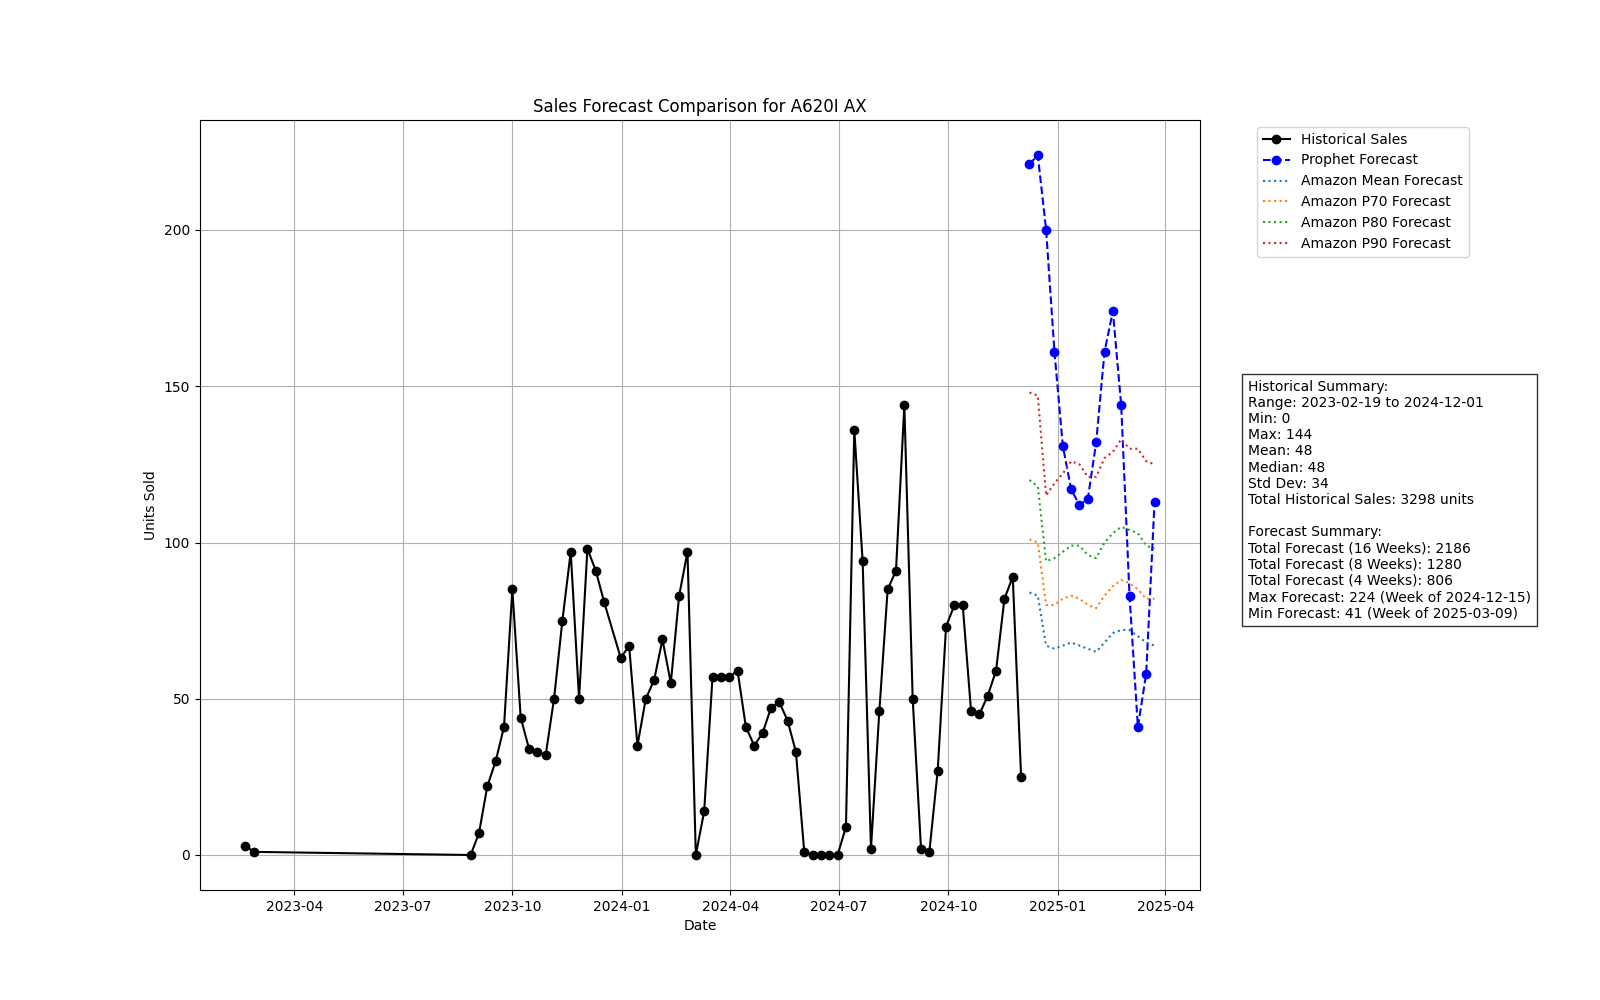 Sales Forecast Comparison for A620I AX
Units Sold
200
150
100
50
0
2023-04
2023-07
2023-10
2024-01
2024-04
2024-07
2024-10
2025-01
2025-04
Date
Historical Sales
Prophet Forecast
Amazon Mean Forecast
Amazon P70 Forecast
Amazon P80 Forecast
Amazon P90 Forecast
Historical Summary:
Range: 2023-02-19 to 2024-12-01
Min: 0
Max: 144
Mean: 48
Median: 48
Std Dev: 34
Total Historical Sales: 3298 units
Forecast Summary:
Total Forecast (16 Weeks): 2186
Total Forecast (8 Weeks): 1280
Total Forecast (4 Weeks): 806
Max Forecast: 224 (Week of 2024-12-15)
Min Forecast: 41 (Week of 2025-03-09)